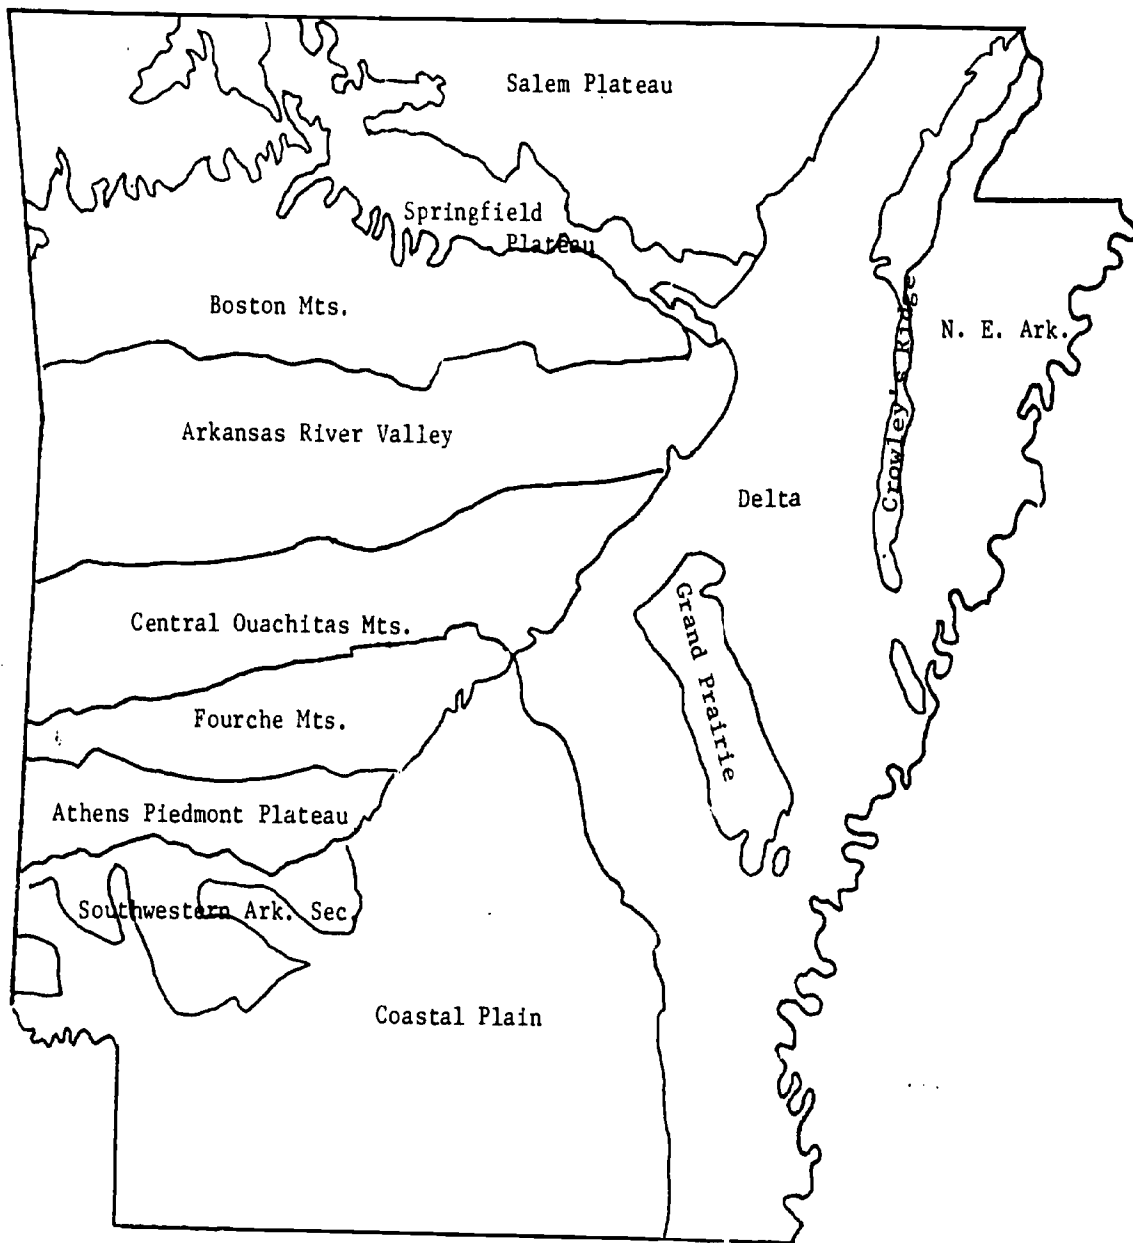 Salem Plateau
Springfield
Plateau
Boston Mts.
N. E. Ark.
Crowley's Ridge
Arkansas River Valley
Delta
Central Ouachitas Mts.
Grand Prairie
Fourche Mts.
Athens Piedmont Plateau
Southwestern Ark. Sec.
Coastal Plain